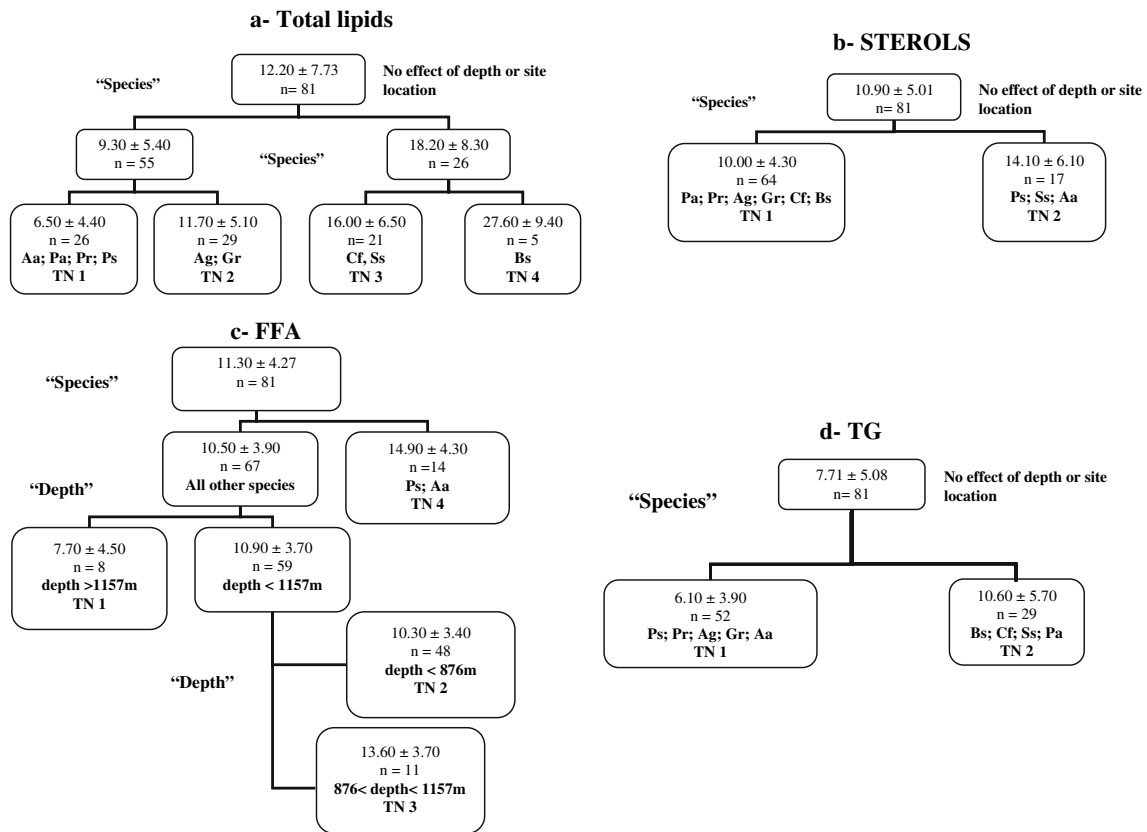 a- Total lipids
“Species”
12.20 ± 7.73
n= 81
No effect of depth or site
location
9.30 ± 5.40
n = 55
“Species”
18.20 ± 8.30
n = 26
6.50 ± 4.40
n = 26
Aa; Pa; Pr; Ps
TN 1
11.70 ± 5.10
n = 29
Ag; Gr
TN 2
16.00 ± 6.50
n= 21
Cf, Ss
TN 3
27.60 ± 9.40
n = 5
Bs
TN 4
b- STEROLS
“Species”
10.90 ± 5.01
n = 81
No effect of depth or site
location
10.00 ± 4.30
n = 64
Pa; Pr; Ag; Gr; Cf; Bs
TN 1
14.10 ± 6.10
n = 17
Ps; Ss; Aa
TN 2
c- FFA
“Species”
11.30 ± 4.27
n = 81
10.50 ± 3.90
n = 67
All other species
14.90 ± 4.30
n =14
Ps; Aa
TN 4
“Depth”
7.70 ± 4.50
n = 8
depth >1157m
TN 1
10.90 ± 3.70
n = 59
depth < 1157m
“Depth”
10.30 ± 3.40
n = 48
depth < 876m
TN 2
13.60 ± 3.70
n = 11
876< depth< 1157m
TN 3
d- TG
“Species”
7.71 ± 5.08
n = 81
No effect of depth or site
location
6.10 ± 3.90
n = 52
Ps; Pr; Ag; Gr; Aa
TN 1
10.60 ± 5.70
n = 29
Bs; Cf; Ss; Pa
TN 2